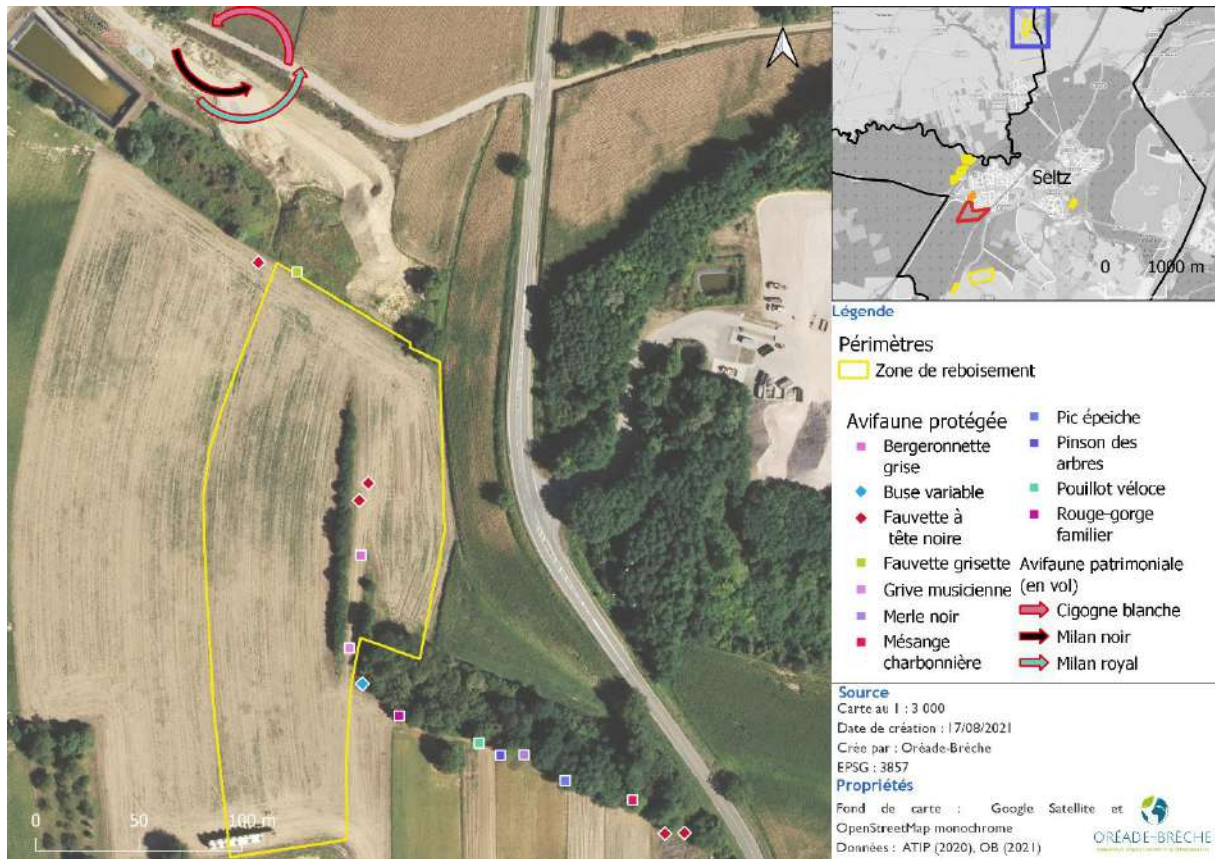 Seltz
0 1000 m
0 50 100 m
Légende
Périmètres
Zone de reboisement
Avifaune protégée
Bergeronnette
grise
Buse variable
Fauvette à
tête noire
Fauvette grisette
Grive musicienne
Merle noir
Mésange
charbonnière
Pic épeiche
Pinson des
arbres
Pouillot véloce
Rouge-gorge
familier
Avifaune patrimoniale
(en vol)
Cigogne blanche
Milan noir
Milan royal
Source
Carte au 1 : 3 000
Date de création : 17/08/2021
Crée par : Oréade-Brèche
EPSG : 3857
Propriétés
Fond de carte : Google Satellite et
OpenStreetMap monochrome
Données : ATIP (2020), OB (2021)
ORÉADE-BRÈCHE